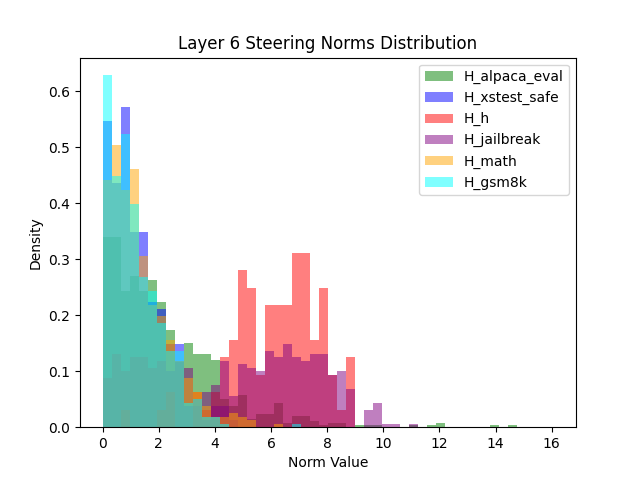 Layer 6 Steering Norms Distribution
H_alpaca_eval
H_xstest_safe
H_h
H_jailbreak
H_math
H_gsm8k
0.6
0.5
0.4
0.3
0.2
0.1
0.0
Density
0 2 4 6 8 10 12 14 16
Norm Value